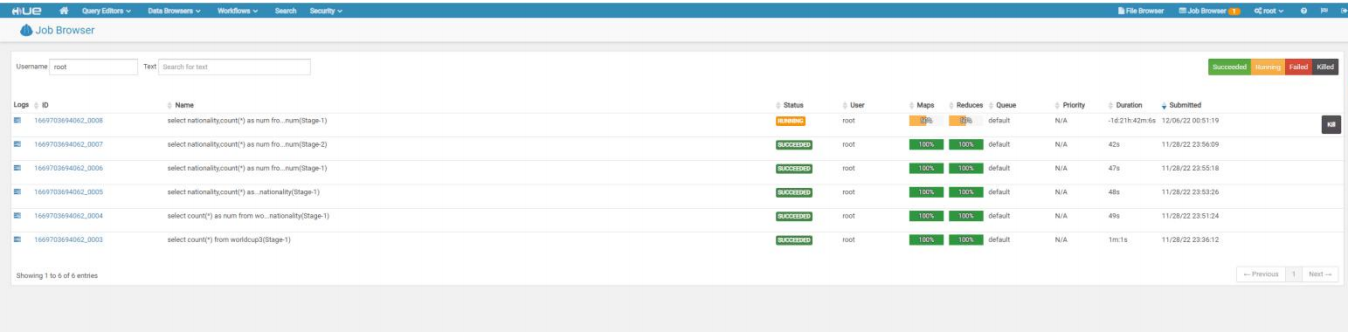 HUE Query Editors Data Browsers Workflows Search Security File Browser Job Browser 1 root
Job Browser
Username root Text Search for text Succeeded Running Failed Killed
Logs ID Name Status User Maps Reduces Queue Priority Duration Submitted
1669703694062_0008 select nationality,count(*) as num fro...num(Stage-1) RUNNING root default N/A -1d:21h:42m:6s 12/06/22 00:51:19 Kill
1669703694062_0007 select nationality,count(*) as num fro...num(Stage-2) SUCCEEDED root 100% 100% default N/A 42s 11/28/22 23:56:09
1669703694062_0006 select nationality,count(*) as num fro...num(Stage-1) SUCCEEDED root 100% 100% default N/A 47s 11/28/22 23:55:18
1669703694062_0005 select nationality,count(*) as...nationality(Stage-1) SUCCEEDED root 100% 100% default N/A 48s 11/28/22 23:53:26
1669703694062_0004 select count(*) as num from wo...nationality(Stage-1) SUCCEEDED root 100% 100% default N/A 49s 11/28/22 23:51:24
1669703694062_0003 select count(*) from worldcup3(Stage-1) SUCCEEDED root 100% 100% default N/A 1m:1s 11/28/22 23:36:12
Showing 1 to 6 of 6 entries ← Previous 1 Next →